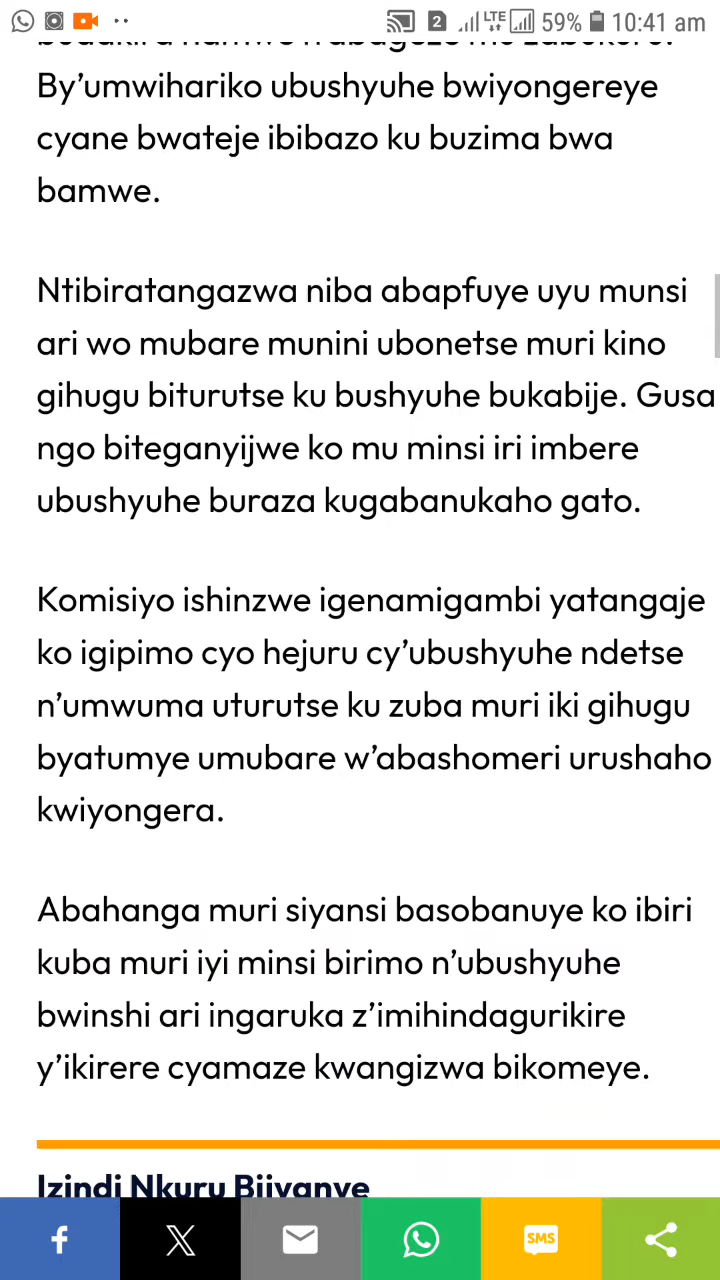 LTE 2 59% 10:41 am
By’umwihariko ubushyuhe bwiyongereye
cyane bwateje ibibazo ku buzima bwa
bamwe.
Ntibiratangazwa niba abapfuye uyu munsi
ari wo mubare munini ubonetse muri kino
gihugu biturutse ku bushyuhe bukabije. Gusa
ngo biteganyijwe ko mu minsi iri imbere
ubushyuhe buraza kugabanukaho gato.
Komisiyo ishinzwe igenamigambi yatangaje
ko igipimo cyo hejuru cy’ubushyuhe ndetse
n’umwuma uturutse ku zuba muri iki gihugu
byatumye umubare w’abashomeri urushaho
kwiyongera.
Abahanga muri siyansi basobanuye ko ibiri
kuba muri iyi minsi birimo n’ubushyuhe
bwinshi ari ingaruka z’imihindagurikire
y’ikirere cyamaze kwangizwa bikomeye.
Izindi Nkuru Bijyanye
SMS